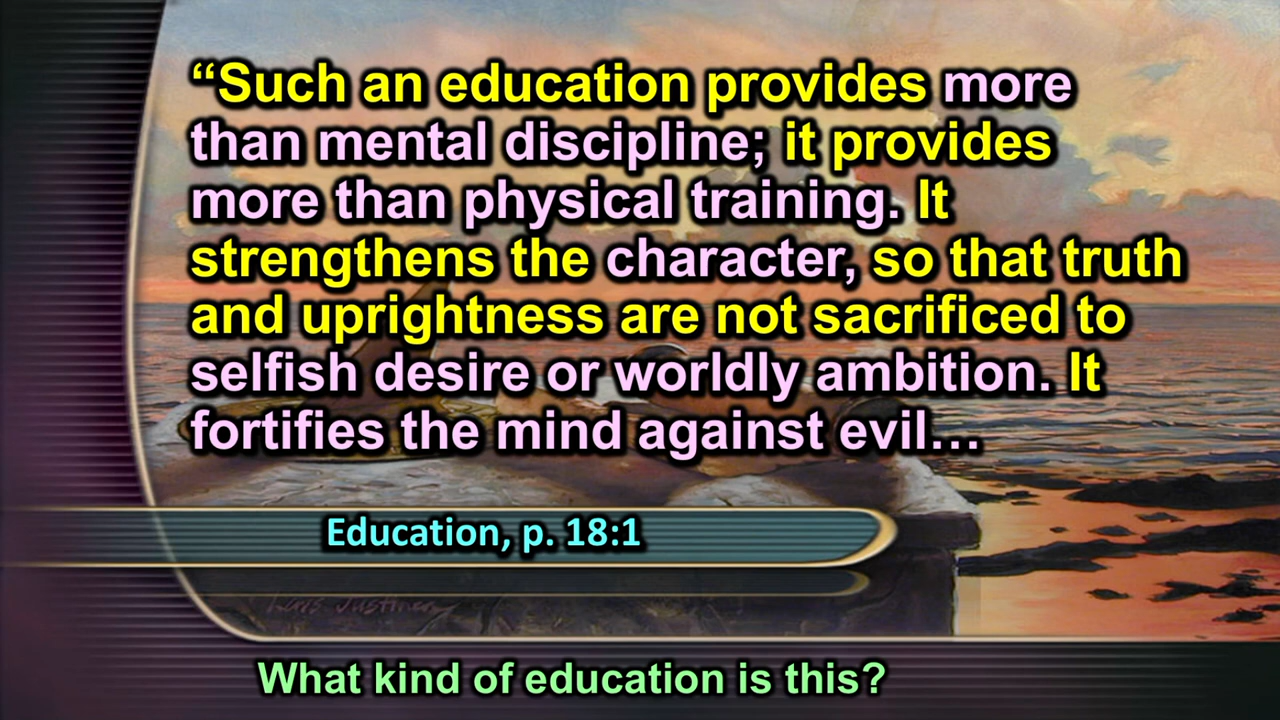 “Such an education provides more
than mental discipline; it provides
more than physical training. It
strengthens the character, so that truth
and uprightness are not sacrificed to
selfish desire or worldly ambition. It
fortifies the mind against evil…
Education, p. 18:1
What kind of education is this?